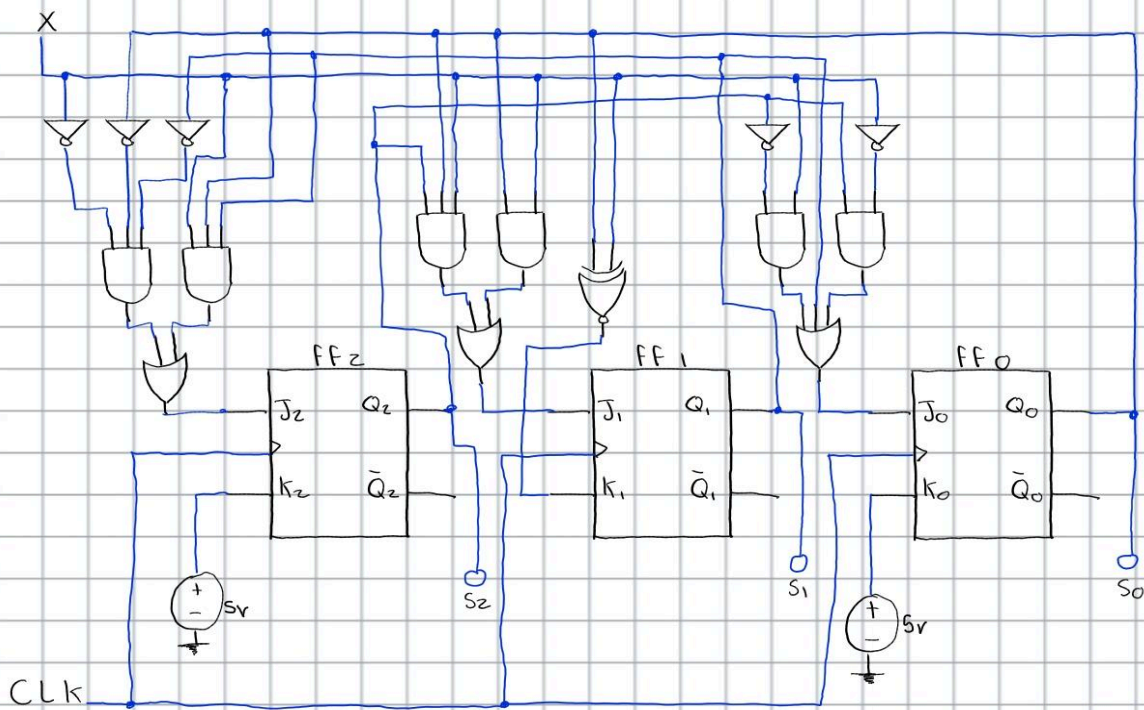 X
FF2
FF1
FF0
J₂ Q₂
J₁ Q₁
J₀ Q₀
K₂ Q̄₂
K₁ Q̄₁
K₀ Q̄₀
+
- 5v
S₂
S₁
S₀
+
- 5v
CLK